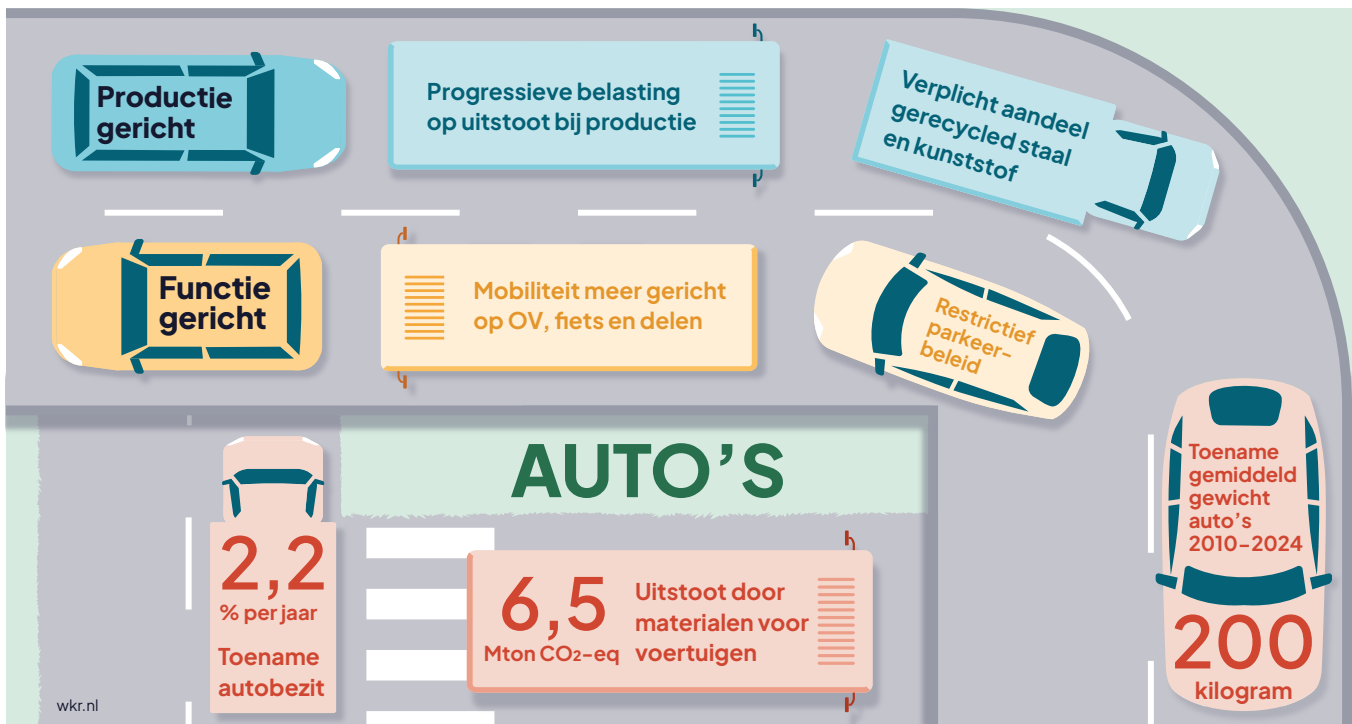 Productie
gericht
Progressieve belasting
op uitstoot bij productie
Verplicht aandeel
gerecycled staal
en kunststof
Functie
gericht
Mobiliteit meer gericht
op OV, fiets en delen
Restrictief
parkeer-
beleid
AUTO’S
2,2
% per jaar
Toename
autobezit
6,5
Mton CO₂-eq
Uitstoot door
materialen voor
voertuigen
Toename
gemiddeld
gewicht
auto’s
2010-2024
200
kilogram
wkr.nl